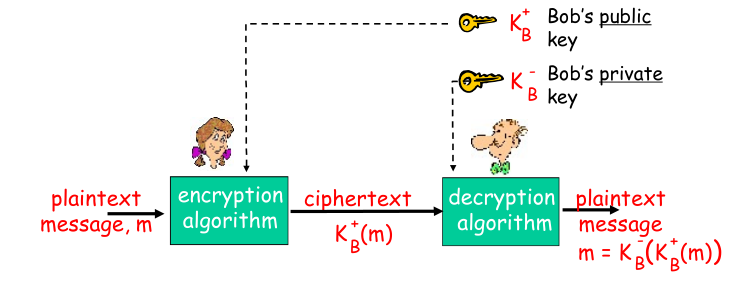 K_B^+ Bob's public
key
K_B^- Bob's private
key
plaintext
message, m
encryption
algorithm
ciphertext
K_B^+(m)
decryption
algorithm
plaintext
message
m = K_B^-(K_B^+(m))